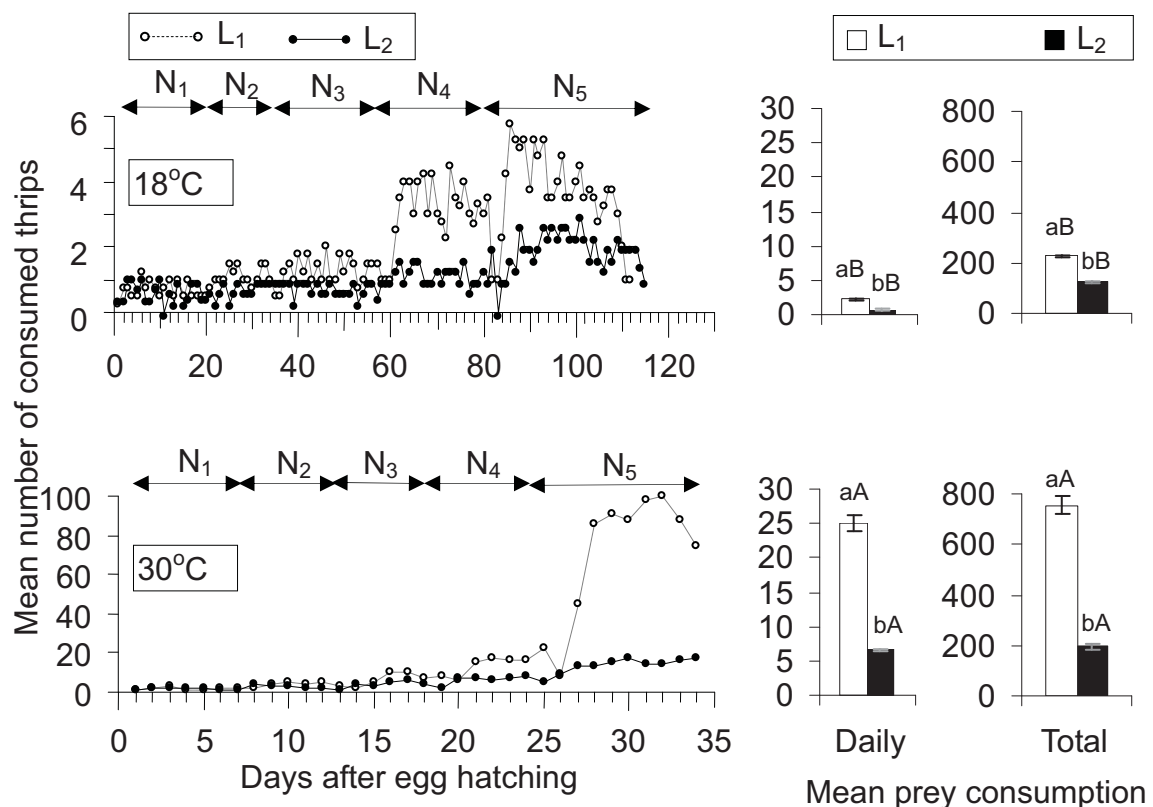 L1 L2
L1 L2
N1 N2 N3 N4 N5
6
4
2
0
18°C
0 20 40 60 80 100 120
30
25
20
15
10
5
0
aB
bB
800
600
400
200
0
aB
bB
Mean number of consumed thrips
N1 N2 N3 N4 N5
100
80
60
40
20
0
30°C
0 5 10 15 20 25 30 35
Days after egg hatching
30
25
20
15
10
5
0
aA
bA
Daily
800
600
400
200
0
aA
bA
Total
Mean prey consumption